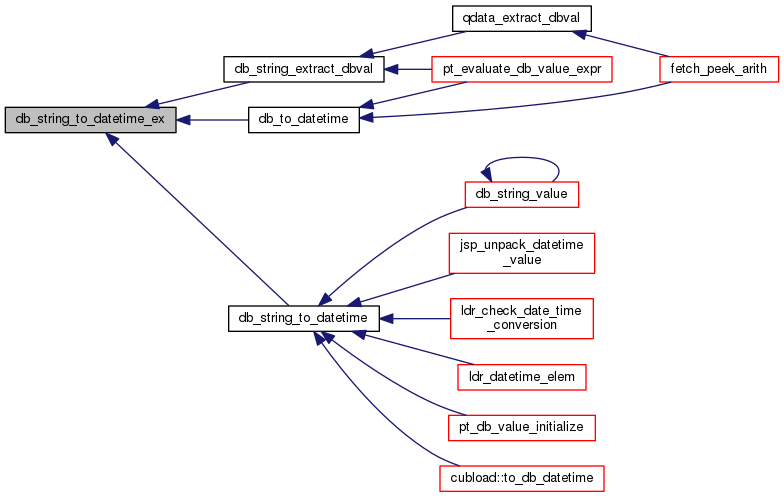 qdata_extract_dbval
db_string_extract_dbval
pt_evaluate_db_value_expr
fetch_peek_arith
db_string_to_datetime_ex
db_to_datetime
db_string_value
jsp_unpack_datetime
_value
ldr_check_date_time
_conversion
db_string_to_datetime
ldr_datetime_elem
pt_db_value_initialize
cubload::to_db_datetime